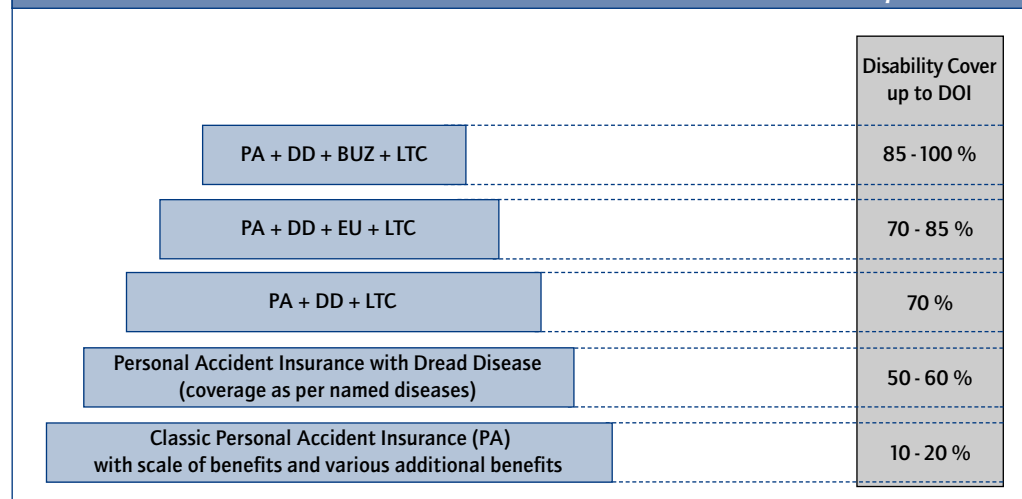 Disability Cover
up to DOI
PA + DD + BUZ + LTC
85 - 100 %
PA + DD + EU + LTC
70 - 85 %
PA + DD + LTC
70 %
Personal Accident Insurance with Dread Disease
(coverage as per named diseases)
50 - 60 %
Classic Personal Accident Insurance (PA)
with scale of benefits and various additional benefits
10 - 20 %